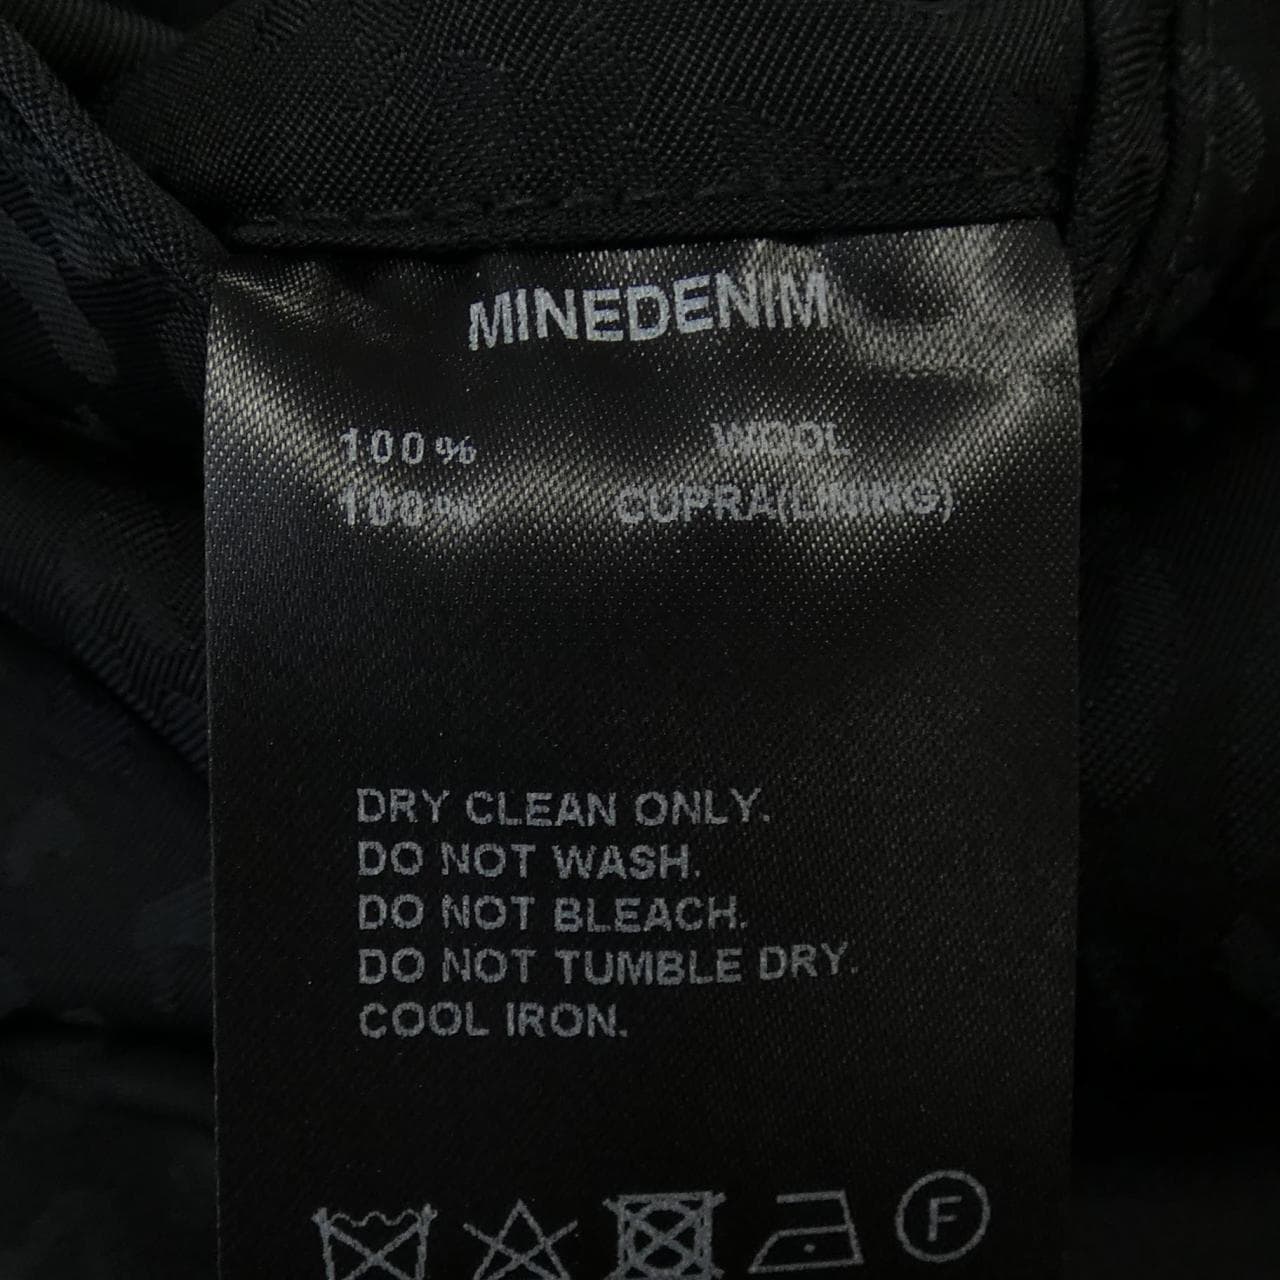 MINEDENIM
100% WOOL
100% CUPRA(LINING)
DRY CLEAN ONLY.
DO NOT WASH.
DO NOT BLEACH.
DO NOT TUMBLE DRY.
COOL IRON.
F